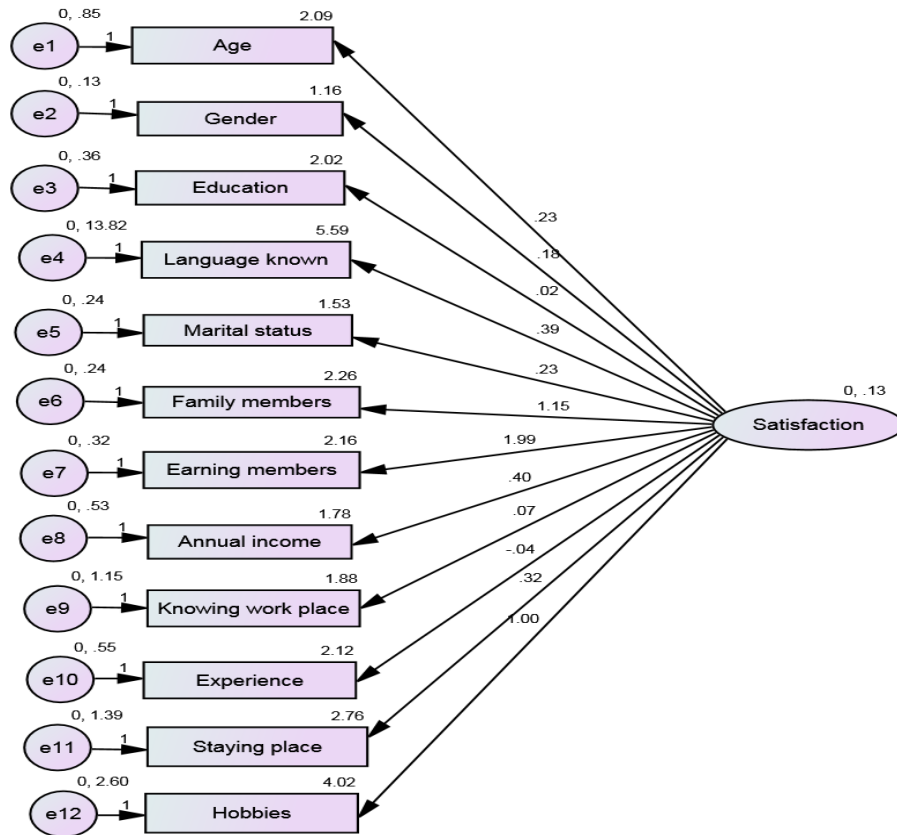 0, .85
2.09
e1
1
Age
0, .13
1.16
e2
1
Gender
0, .36
2.02
e3
1
Education
0, 13.82
5.59
e4
1
Language known
0, .24
1.53
e5
1
Marital status
0, .24
2.26
e6
1
Family members
0, .32
2.16
e7
1
Earning members
0, .53
1.78
e8
1
Annual income
0, 1.15
1.88
e9
1
Knowing work place
0, .55
2.12
e10
1
Experience
0, 1.39
2.76
e11
1
Staying place
0, 2.60
4.02
e12
1
Hobbies
.23
.18
.02
.39
.23
1.15
1.99
.40
.07
-.04
.32
1.00
0, .13
Satisfaction